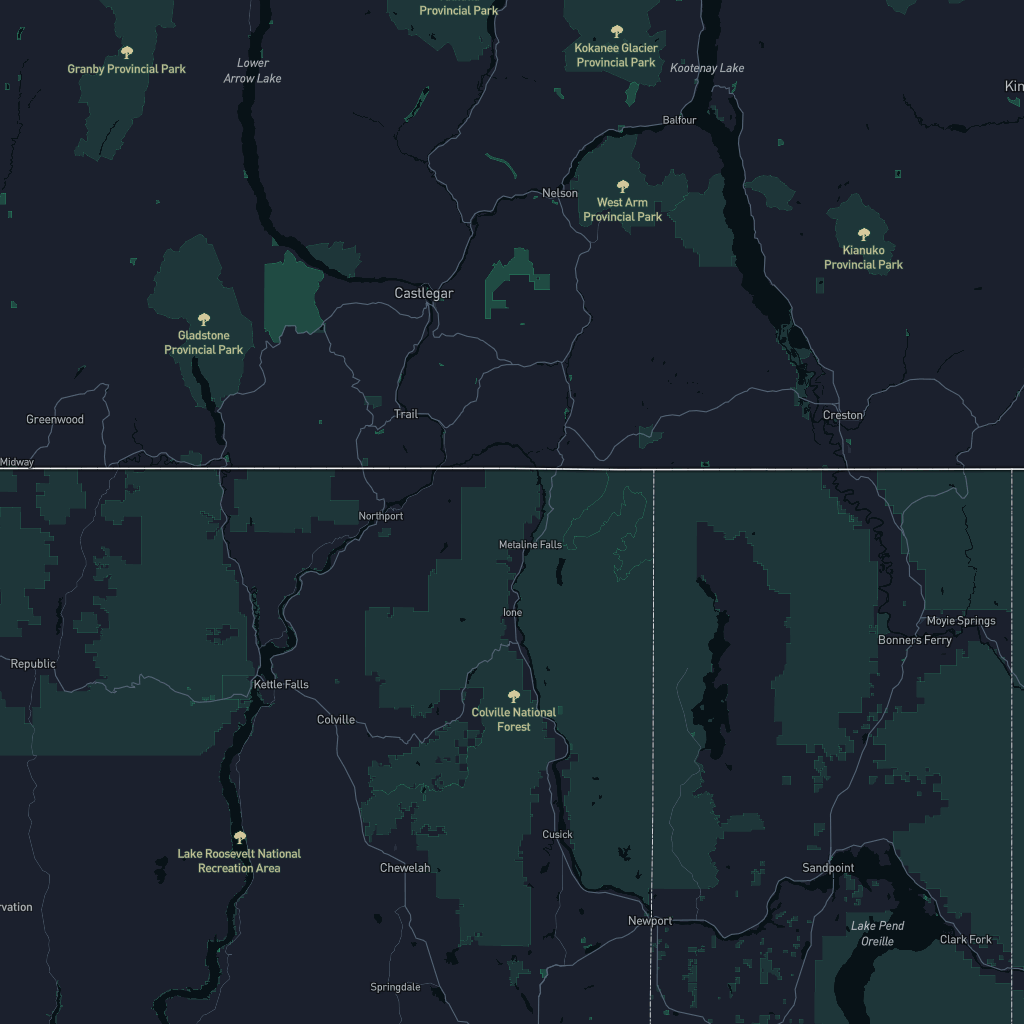 Provincial Park
Granby Provincial Park
Lower
Arrow Lake
Kokanee Glacier
Provincial Park
Kootenay Lake
Kin
Balfour
Nelson
West Arm
Provincial Park
Kianuko
Provincial Park
Castlegar
Gladstone
Provincial Park
Greenwood
Trail
Creston
Midway
Northport
Metaline Falls
Ione
Moyie Springs
Bonners Ferry
Republic
Kettle Falls
Colville National
Forest
Colville
Lake Roosevelt National
Recreation Area
Cusick
Chewelah
Sandpoint
rvation
Newport
Lake Pend
Oreille
Clark Fork
Springdale